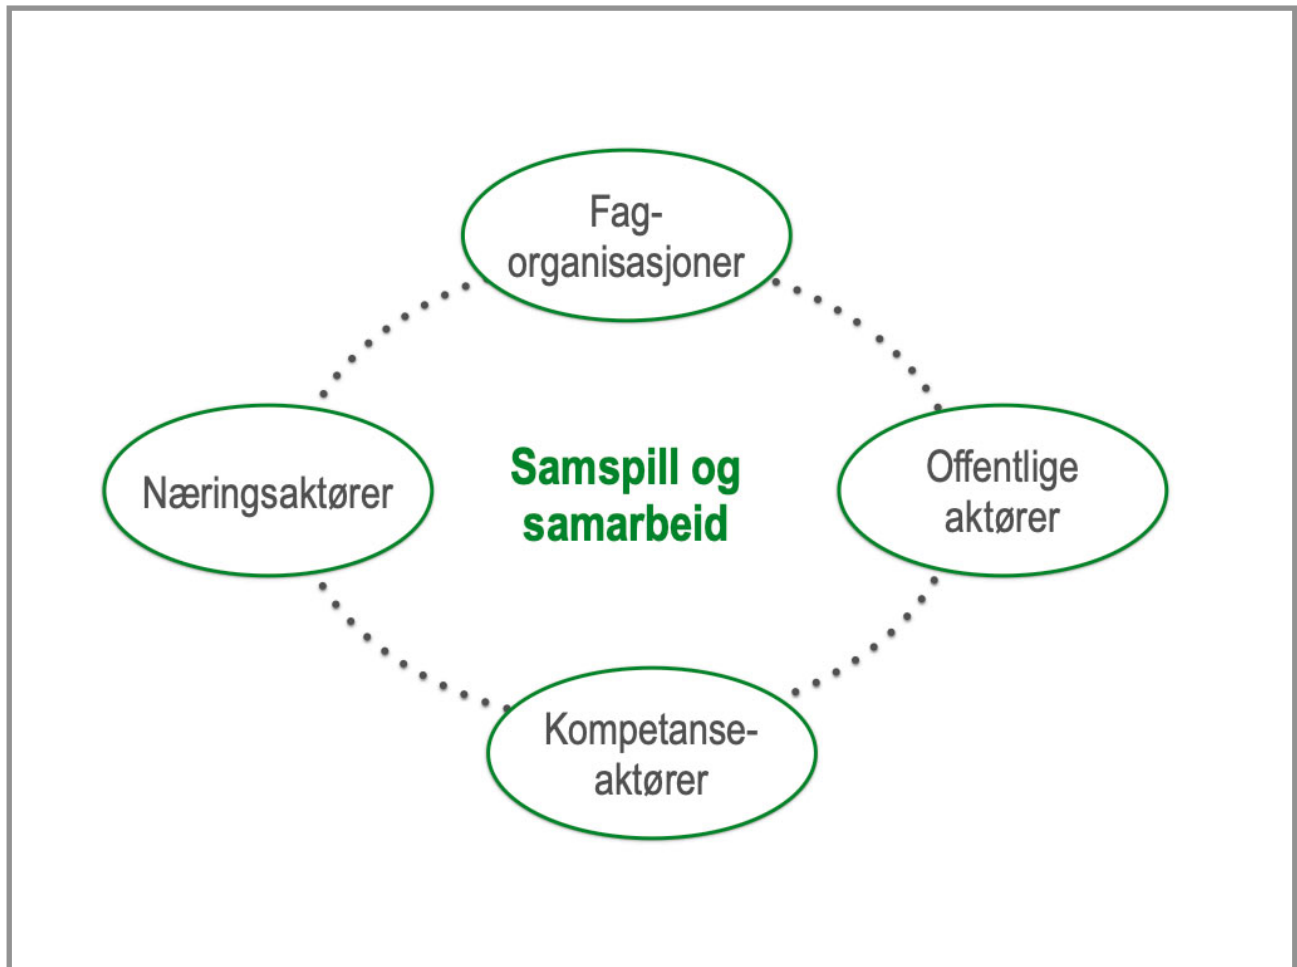 Fag-
organisasjoner
Næringsaktører
Samspill og
samarbeid
Offentlige
aktører
Kompetanse-
aktører